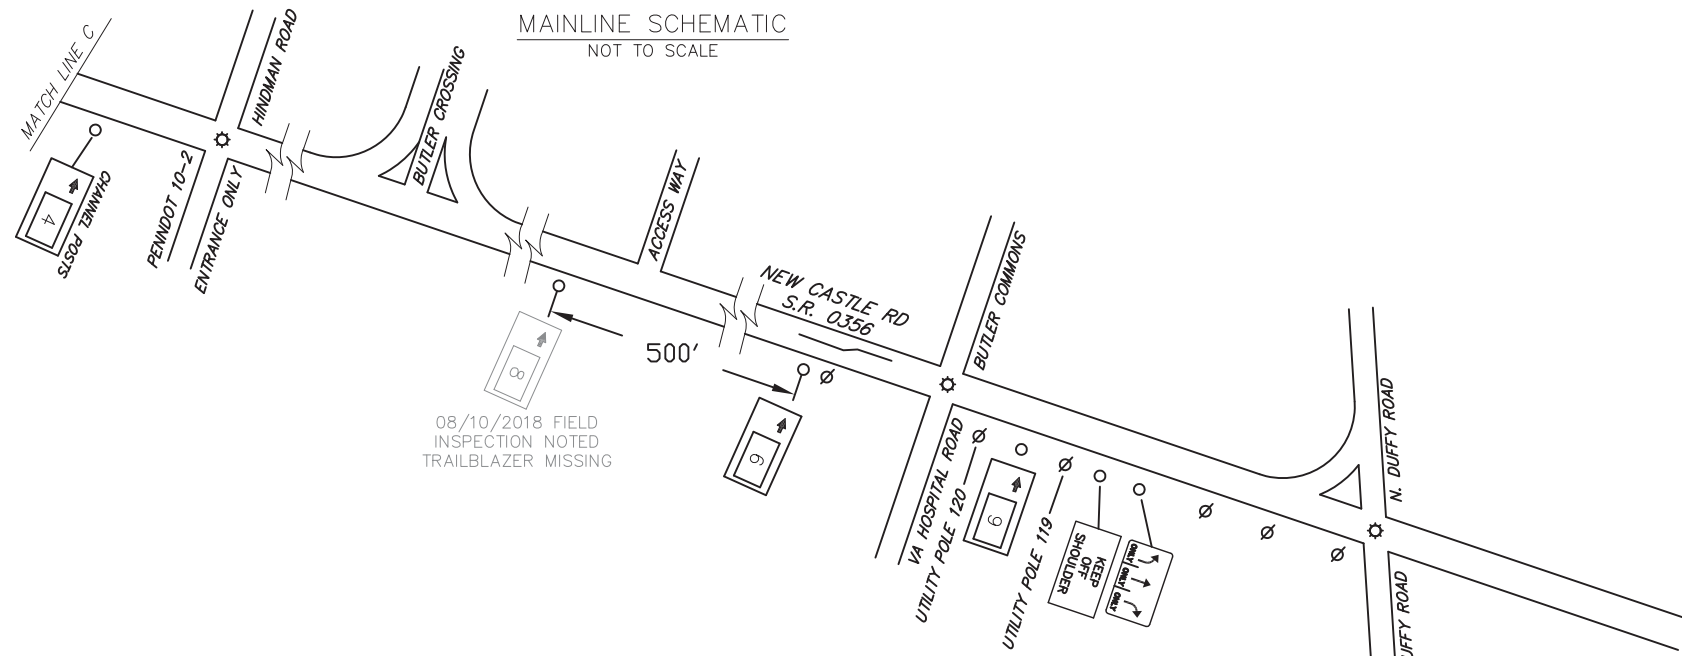 MAINLINE SCHEMATIC
NOT TO SCALE
MATCH LINE C
HINDMAN ROAD
BUTLER CROSSING
CHANNEL POSTS
4
PENNDOT 10-2
ENTRANCE ONLY
ACCESS WAY
NEW CASTLE RD
S.R. 0356
BUTLER COMMONS
500'
8
08/10/2018 FIELD
INSPECTION NOTED
TRAILBLAZER MISSING
6
VA HOSPITAL ROAD
UTILITY POLE 120
9
UTILITY POLE 119
KEEP
OFF
SHOULDER
ONLY
ONLY
ONLY
N. DUFFY ROAD
UFFY ROAD